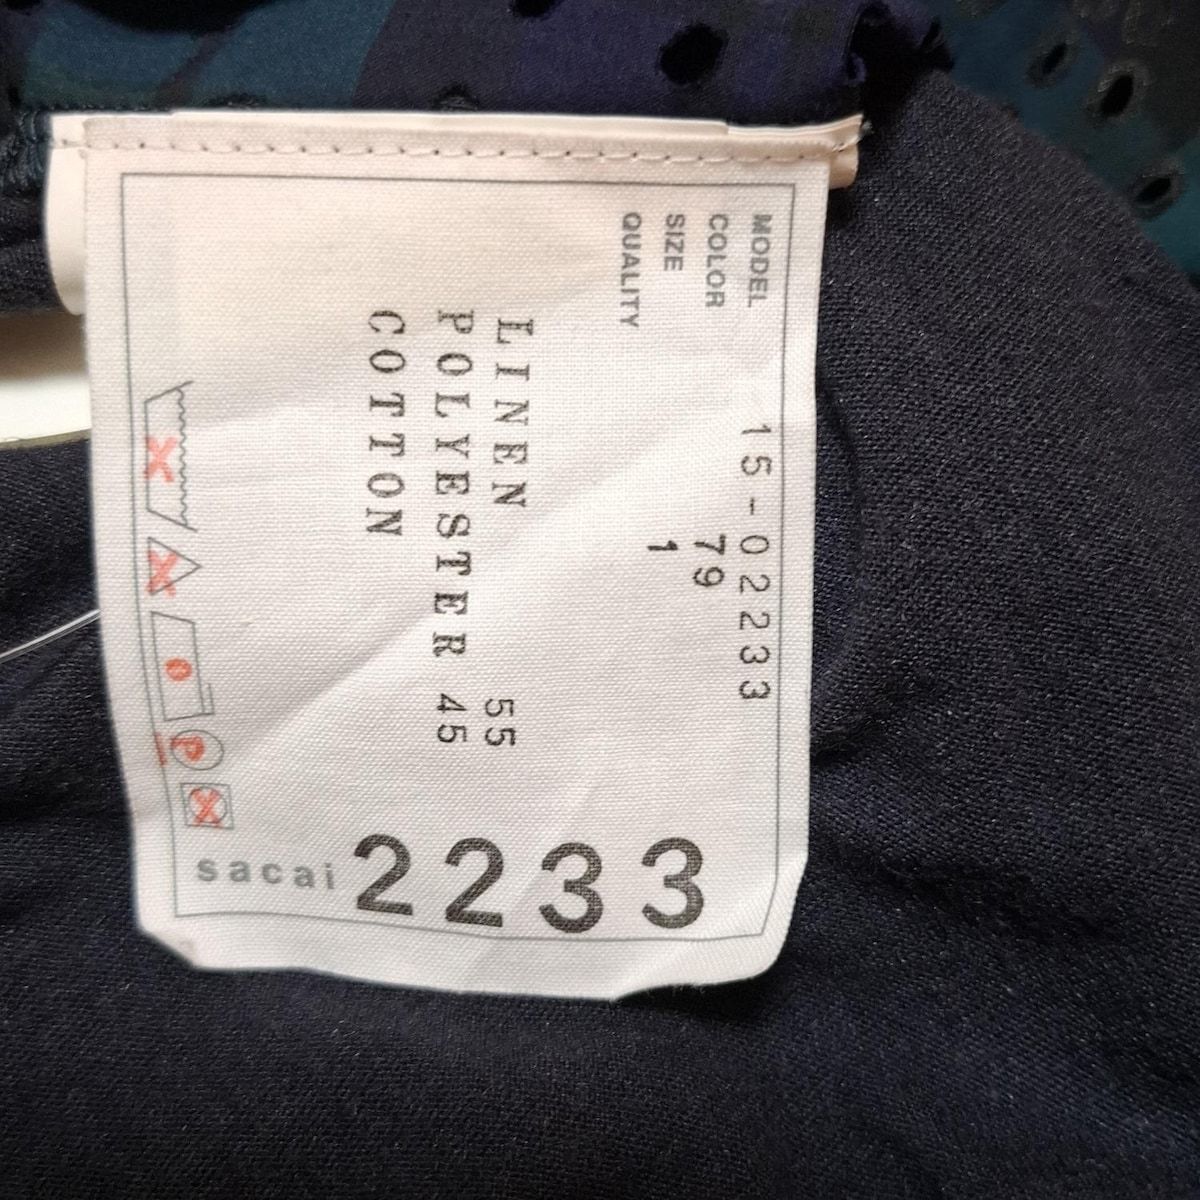 MODEL 15-02233
COLOR 79
SIZE 1
QUALITY
LINEN 55
POLYESTER 45
COTTON
P
sacai 2233